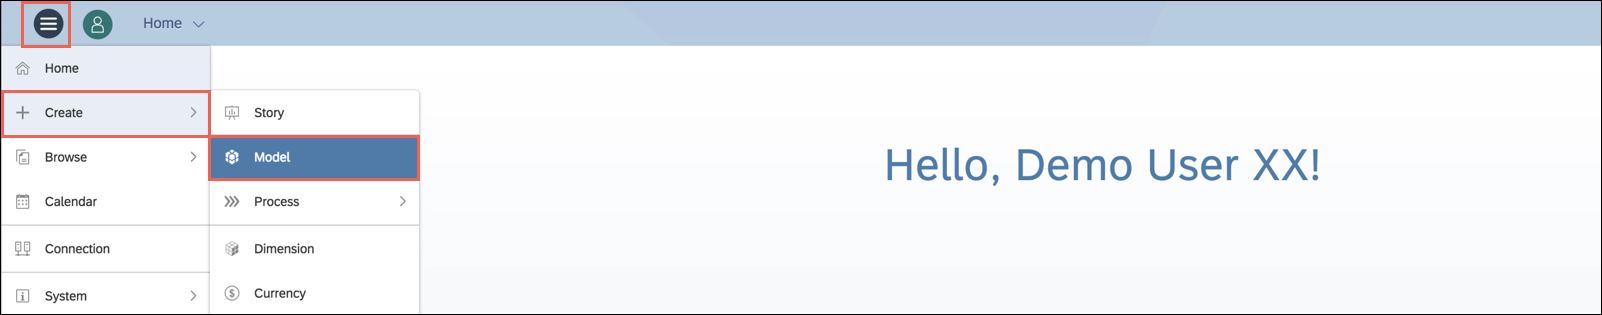 Home
Home
Create
Browse
Calendar
Connection
System
Story
Model
Process
Dimension
Currency
Hello, Demo User XX!